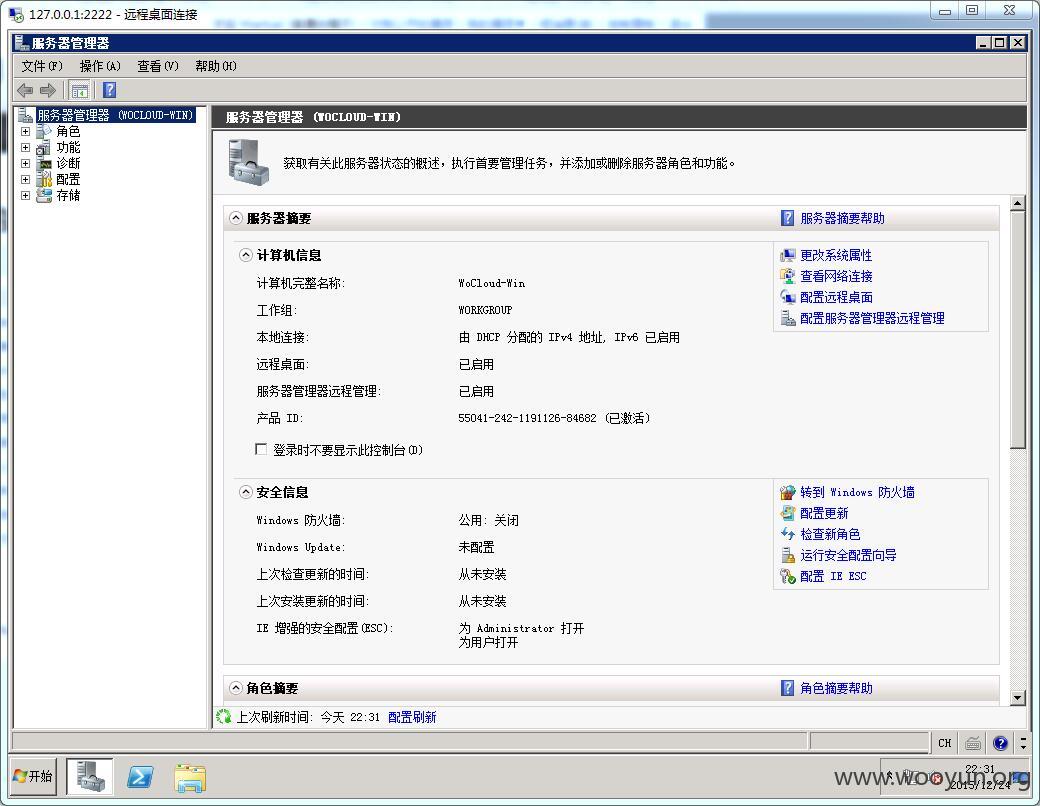 127.0.0.1:2222 - 远程桌面连接
服务器管理器
文件(F) 操作(A) 查看(V) 帮助(H)
服务器管理器 (WOCLOUD-WIN)
角色
功能
诊断
配置
存储
服务器管理器 (WOCLOUD-WIN)
获取有关此服务器状态的概述，执行首要管理任务，并添加或删除服务器角色和功能。
服务器摘要
服务器摘要帮助
计算机信息
计算机完整名称: WoCloud-Win
工作组: WORKGROUP
本地连接: 由 DHCP 分配的 IPv4 地址, IPv6 已启用
远程桌面: 已启用
服务器管理器远程管理: 已启用
产品 ID: 55041-242-1191126-84682 (已激活)
登录时不要显示此控制台(D)
更改系统属性
查看网络连接
配置远程桌面
配置服务器管理器远程管理
安全信息
Windows 防火墙: 公用: 关闭
Windows Update: 未配置
上次检查更新的时间: 从未安装
上次安装更新的时间: 从未安装
IE 增强的安全配置(ESC): 为 Administrator 打开
为用户打开
转到 Windows 防火墙
配置更新
检查新角色
运行安全配置向导
配置 IE ESC
角色摘要
角色摘要帮助
上次刷新时间: 今天 22:31 配置刷新
CH
开始
22:31
2015/12/24
www.wooyun.org